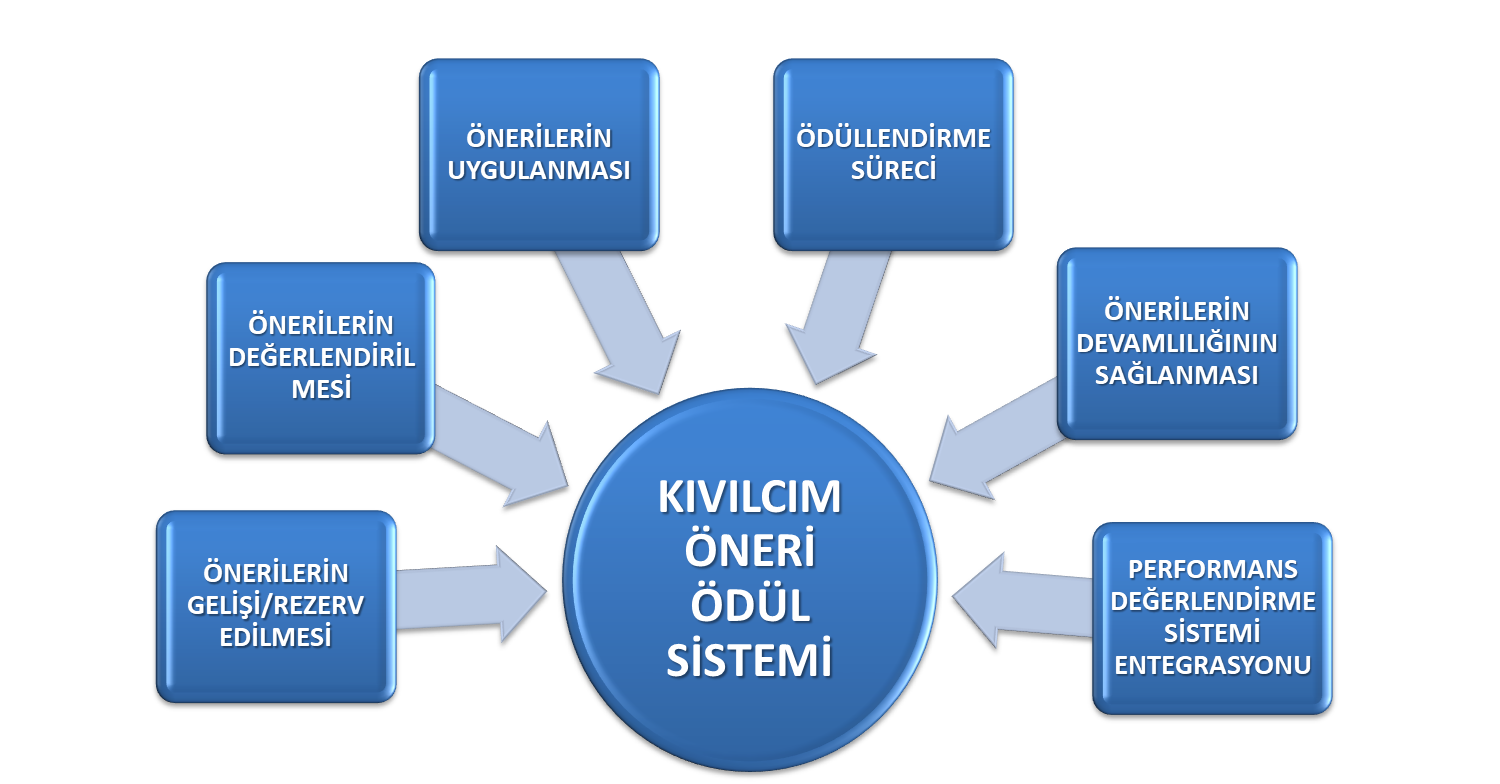 ÖNERİLERİN
UYGULANMASI
ÖDÜLLENDİRME
SÜRECİ
ÖNERİLERİN
DEĞERLENDİRİL
MESİ
ÖNERİLERİN
DEVAMLILIĞININ
SAĞLANMASI
ÖNERİLERİN
GELİŞİ/REZERV
EDİLMESİ
KIVILCIM
ÖNERİ
ÖDÜL
SİSTEMİ
PERFORMANS
DEĞERLENDİRME
SİSTEMİ
ENTEGRASYONU